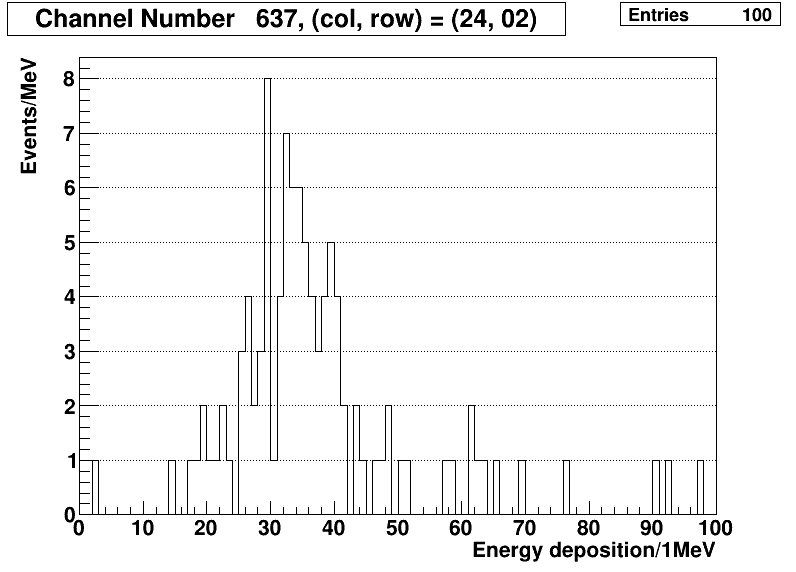 Channel Number 637, (col, row) = (24, 02)
Entries 100
Events/MeV
8
7
6
5
4
3
2
1
0
0 10 20 30 40 50 60 70 80 90 100
Energy deposition/1MeV